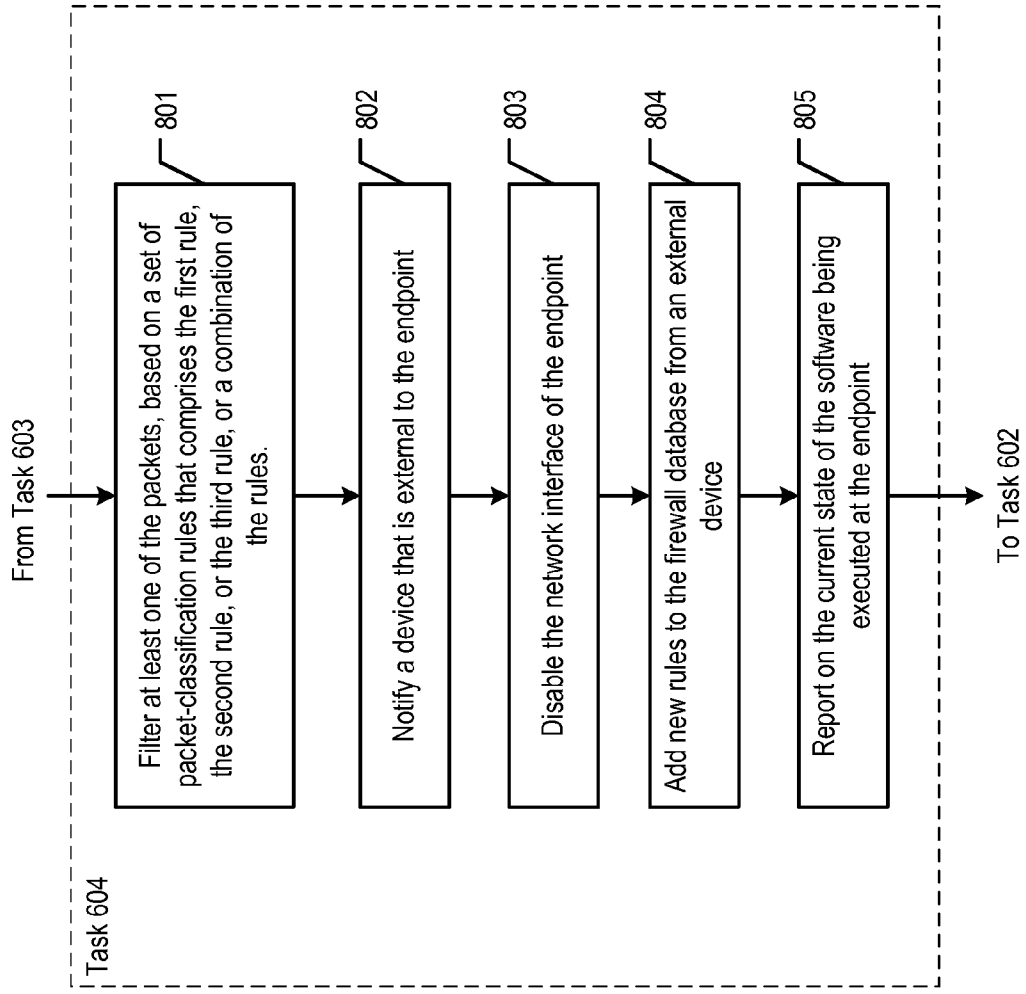 From Task 603
Task 604
Filter at least one of the packets, based on a set of
packet-classification rules that comprises the first rule,
the second rule, or the third rule, or a combination of
the rules.
801
Notify a device that is external to the endpoint
802
Disable the network interface of the endpoint
803
Add new rules to the firewall database from an external
device
804
Report on the current state of the software being
executed at the endpoint
805
To Task 602